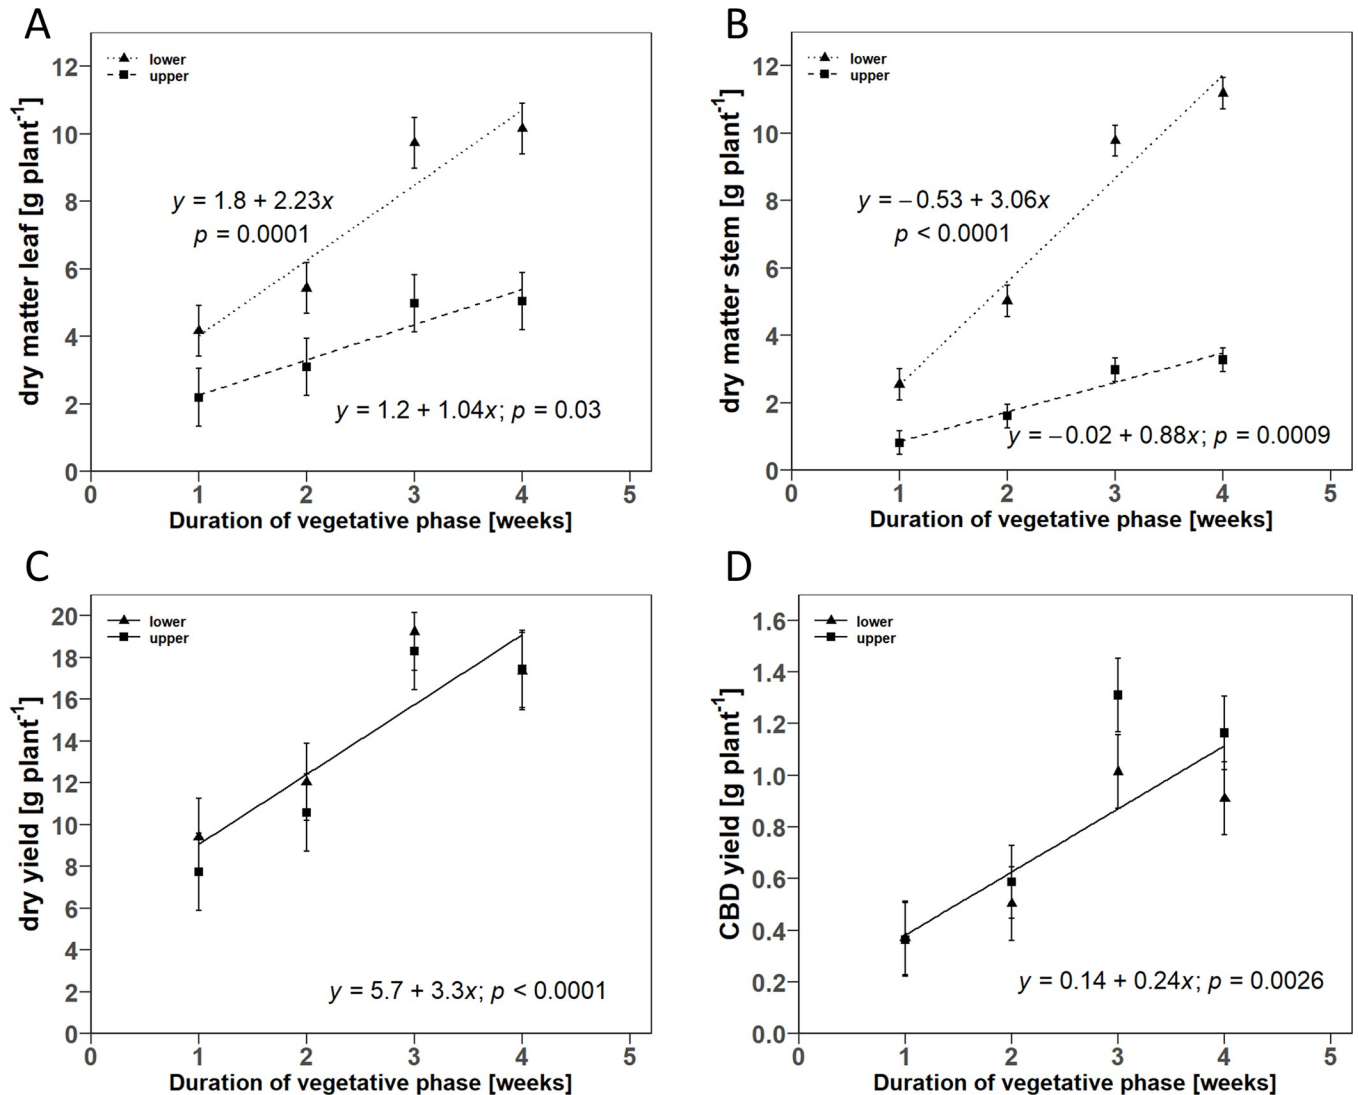 A
lower
upper
12
10
8
6
4
2
0
y = 1.8 + 2.23x
p = 0.0001
y = 1.2 + 1.04x; p = 0.03
dry matter leaf [g plant⁻¹]
0 1 2 3 4 5
Duration of vegetative phase [weeks]
B
lower
upper
12
10
8
6
4
2
0
y = −0.53 + 3.06x
p < 0.0001
y = −0.02 + 0.88x; p = 0.0009
dry matter stem [g plant⁻¹]
0 1 2 3 4 5
Duration of vegetative phase [weeks]
C
lower
upper
20
18
16
14
12
10
8
6
4
2
0
y = 5.7 + 3.3x; p < 0.0001
dry yield [g plant⁻¹]
0 1 2 3 4 5
Duration of vegetative phase [weeks]
D
lower
upper
1.6
1.4
1.2
1.0
0.8
0.6
0.4
0.2
0.0
y = 0.14 + 0.24x; p = 0.0026
CBD yield [g plant⁻¹]
0 1 2 3 4 5
Duration of vegetative phase [weeks]